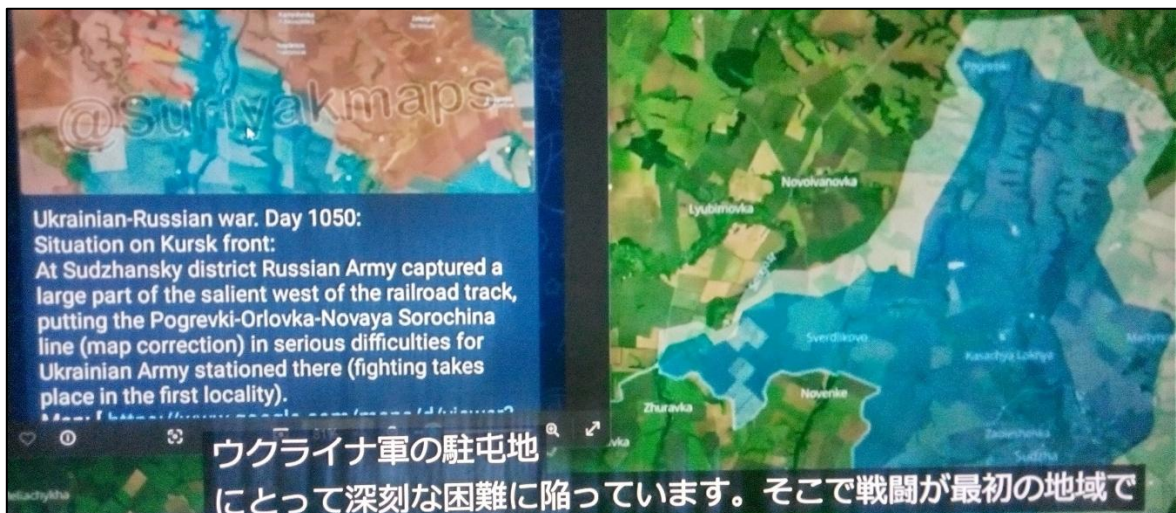 @Suriyakmaps
Ukrainian-Russian war. Day 1050:
Situation on Kursk front:
At Sudzhansky district Russian Army captured a
large part of the salient west of the railroad track,
putting the Pogrevki-Orlovka-Novaya Sorochina
line (map correction) in serious difficulties for
Ukrainian Army stationed there (fighting takes
place in the first locality).
Pogrebki
Novoivanovka
Lyubimovka
Sverdlikovo
Kasachya Loknya
Zhuravka
Novenke
Sudzha
ウクライナ軍の駐屯地
にとって深刻な困難に陥っています。そこで戦闘が最初の地域で